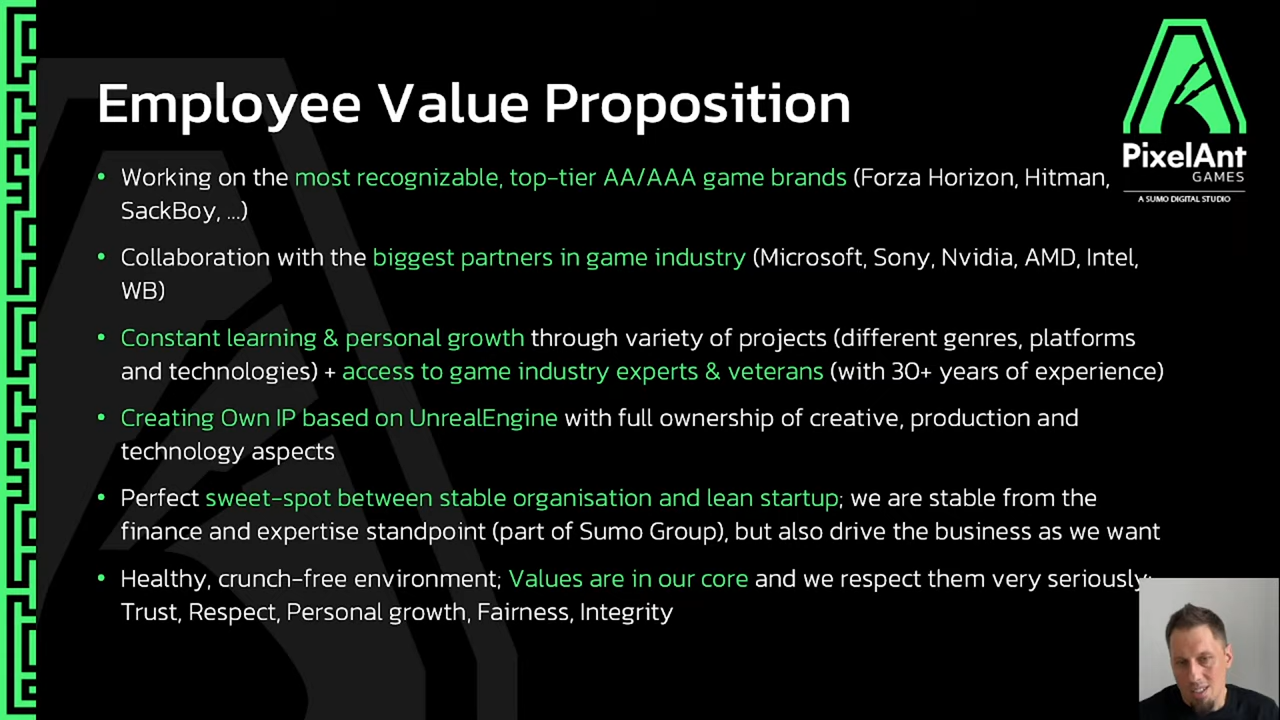 Employee Value Proposition
PixelAnt
GAMES
A SUMO DIGITAL STUDIO
• Working on the most recognizable, top-tier AA/AAA game brands (Forza Horizon, Hitman,
SackBoy, ...)
• Collaboration with the biggest partners in game industry (Microsoft, Sony, Nvidia, AMD, Intel,
WB)
• Constant learning & personal growth through variety of projects (different genres, platforms
and technologies) + access to game industry experts & veterans (with 30+ years of experience)
• Creating Own IP based on UnrealEngine with full ownership of creative, production and
technology aspects
• Perfect sweet-spot between stable organisation and lean startup; we are stable from the
finance and expertise standpoint (part of Sumo Group), but also drive the business as we want
• Healthy, crunch-free environment; Values are in our core and we respect them very seriously:
Trust, Respect, Personal growth, Fairness, Integrity